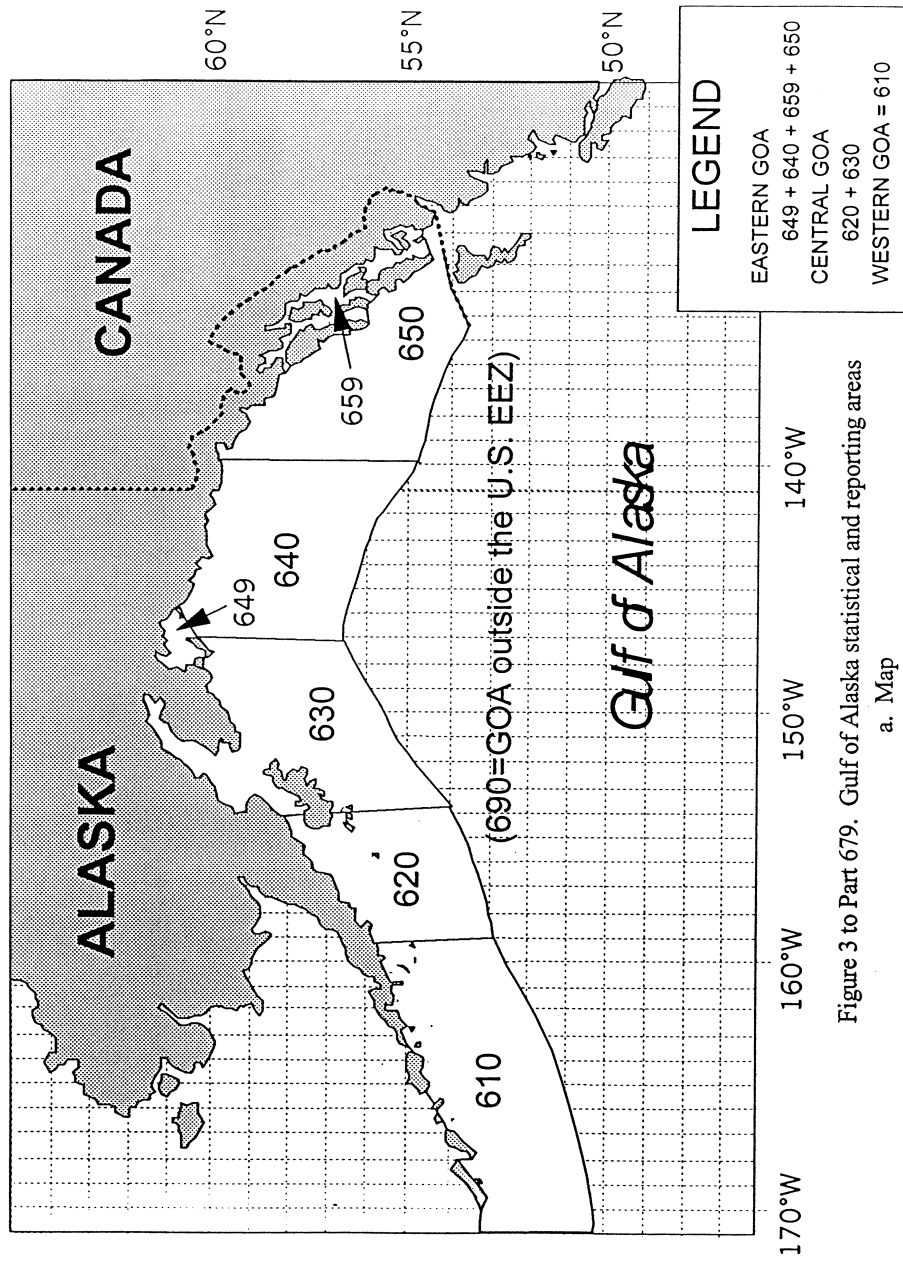 ALASKA
CANADA
60°N
55°N
50°N
649
640
659
650
630
620
610
(690=GOA outside the U.S. EEZ)
Gulf of Alaska
170°W
160°W
150°W
140°W
LEGEND
EASTERN GOA
649 + 640 + 659 + 650
CENTRAL GOA
620 + 630
WESTERN GOA = 610
Figure 3 to Part 679. Gulf of Alaska statistical and reporting areas
a. Map